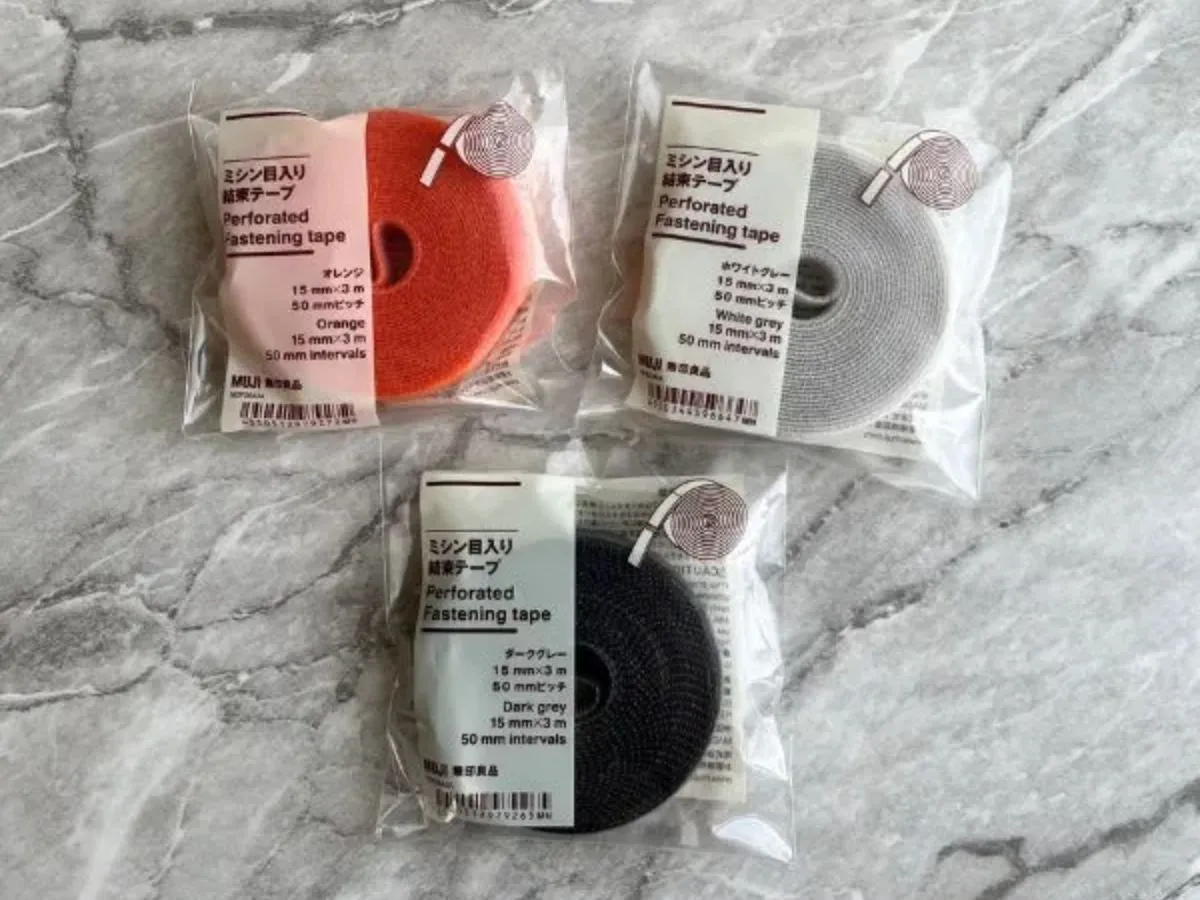 ミシン目入り
結束テープ
Perforated
Fastening tape
オレンジ
15 mm×3 m
50 mmピッチ
Orange
15 mm×3 m
50 mm intervals
MUJI 無印良品
ミシン目入り
結束テープ
Perforated
Fastening tape
ホワイトグレー
15 mm×3 m
50 mmピッチ
White grey
15 mm×3 m
50 mm intervals
MUJI 無印良品
ミシン目入り
結束テープ
Perforated
Fastening tape
ダークグレー
15 mm×3 m
50 mmピッチ
Dark grey
15 mm×3 m
50 mm intervals
MUJI 無印良品